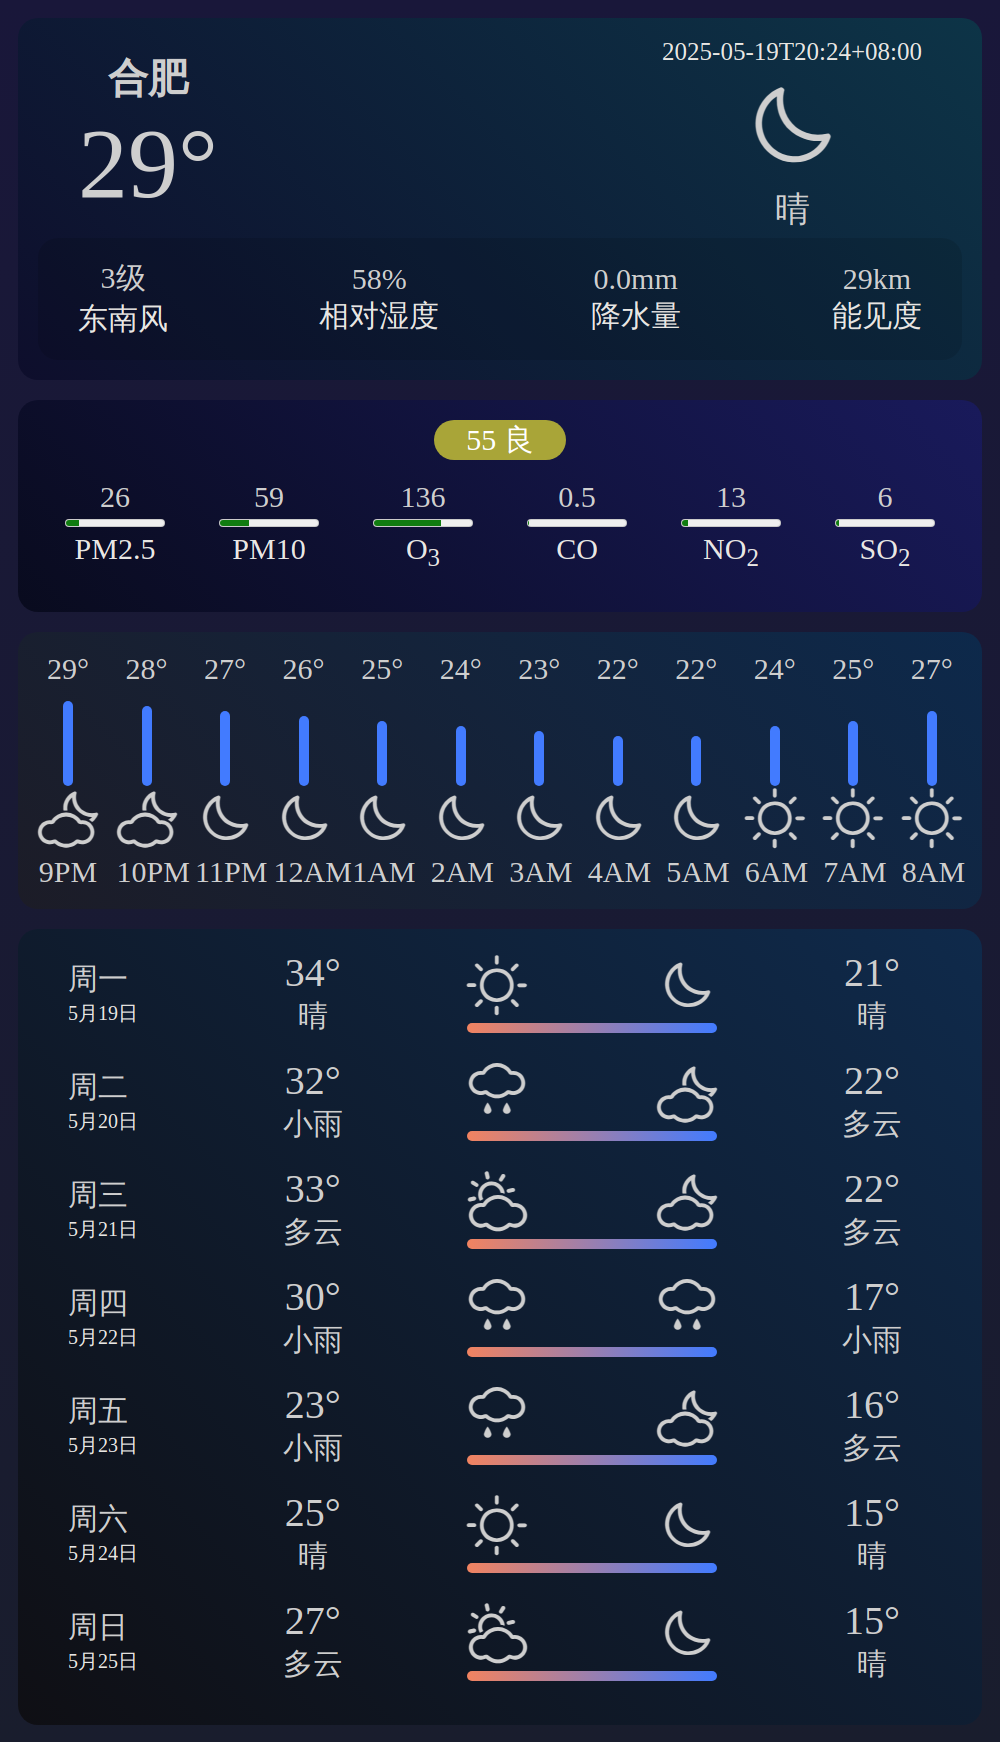 合肥
29°
2025-05-19T20:24+08:00
晴
3级 58% 0.0mm 29km
东南风 相对湿度 降水量 能见度
55 良
26 59 136 0.5 13 6
PM2.5 PM10 O3 CO NO2 SO2
29° 28° 27° 26° 25° 24° 23° 22° 22° 24° 25° 27°
9PM 10PM 11PM 12AM 1AM 2AM 3AM 4AM 5AM 6AM 7AM 8AM
周一 34° 21°
5月19日 晴 晴
周二 32° 22°
5月20日 小雨 多云
周三 33° 22°
5月21日 多云 多云
周四 30° 17°
5月22日 小雨 小雨
周五 23° 16°
5月23日 小雨 多云
周六 25° 15°
5月24日 晴 晴
周日 27° 15°
5月25日 多云 晴